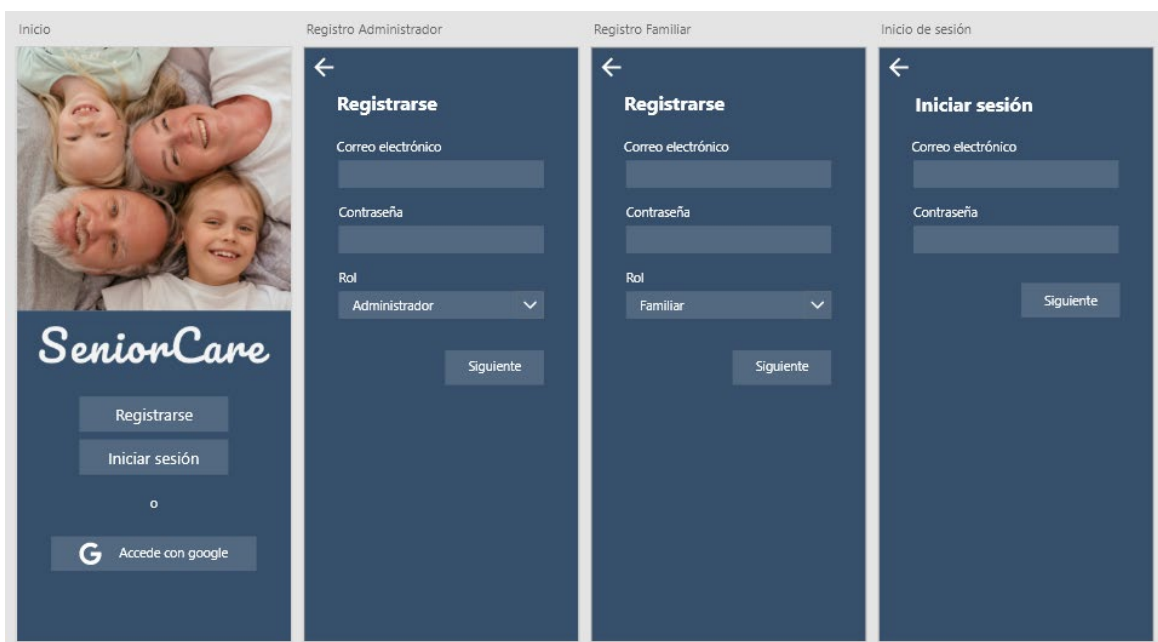 Inicio
SeniorCare
Registrarse
Iniciar sesión
o
G Accede con google
Registro Administrador
Registrarse
Correo electrónico
Contraseña
Rol
Administrador
Siguiente
Registro Familiar
Registrarse
Correo electrónico
Contraseña
Rol
Familiar
Siguiente
Inicio de sesión
Iniciar sesión
Correo electrónico
Contraseña
Siguiente